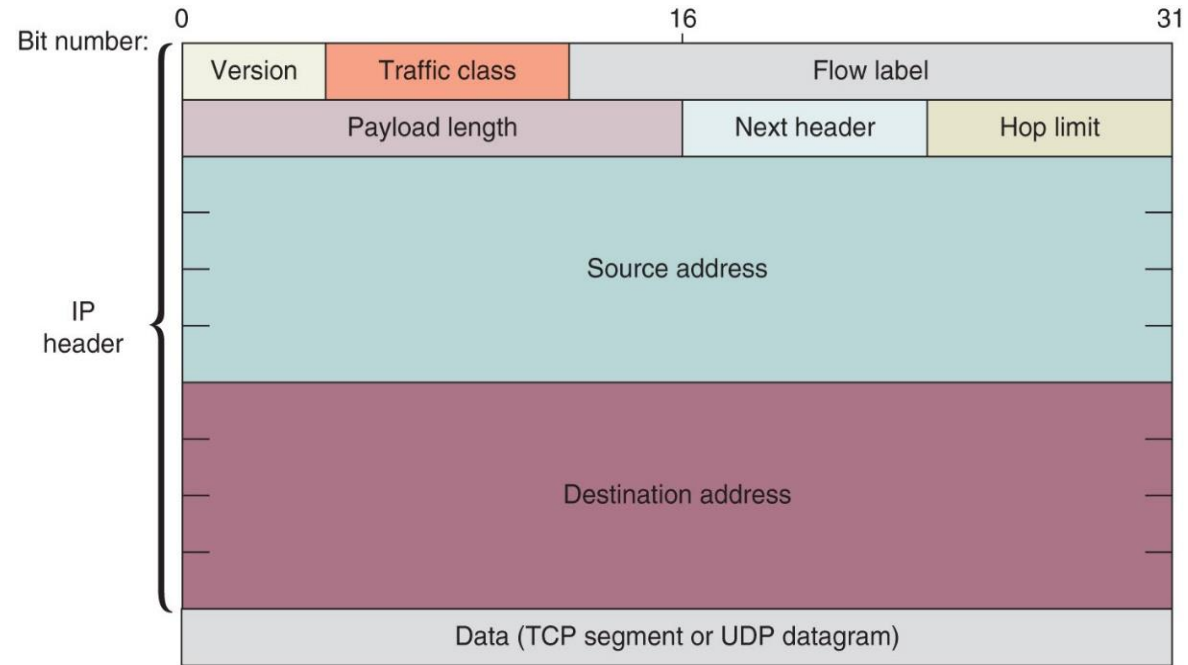 0 16 31
Bit number:
Version Traffic class Flow label
Payload length Next header Hop limit
Source address
IP
header
Destination address
Data (TCP segment or UDP datagram)